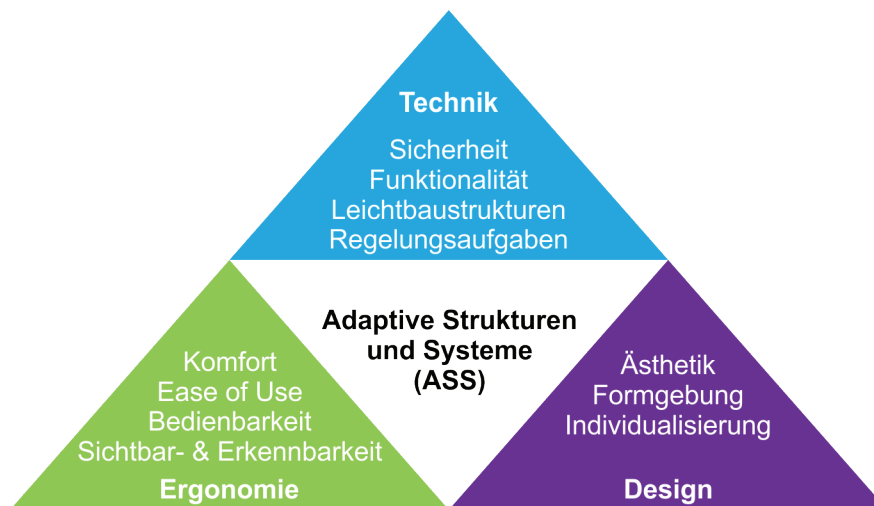 Technik
Sicherheit
Funktionalität
Leichtbaustrukturen
Regelungsaufgaben
Adaptive Strukturen
und Systeme
(ASS)
Komfort
Ease of Use
Bedienbarkeit
Sichtbar- & Erkennbarkeit
Ergonomie
Ästhetik
Formgebung
Individualisierung
Design